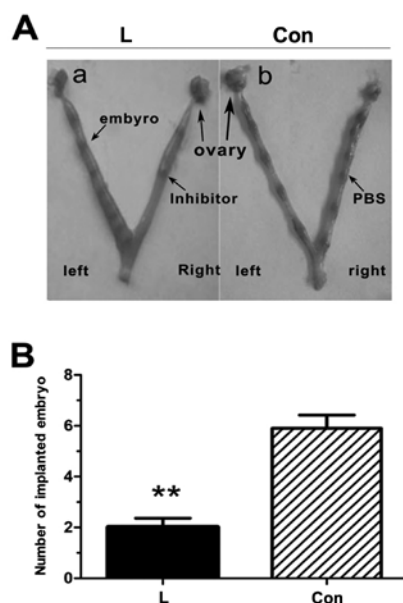 A
L Con
a b
embyro
ovary
Inhibitor PBS
left Right left right
B
Number of implanted embryo
8
6
4
2
0
**
L Con